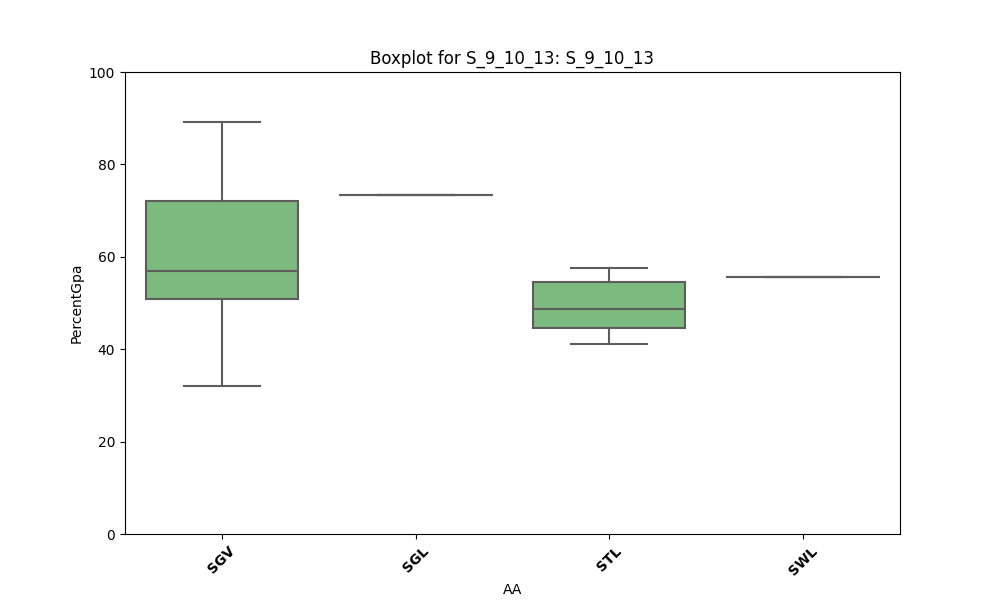 Boxplot for S_9_10_13: S_9_10_13
100
80
60
40
20
0
PercentGpa
SGV
SGL
STL
SWL
AA